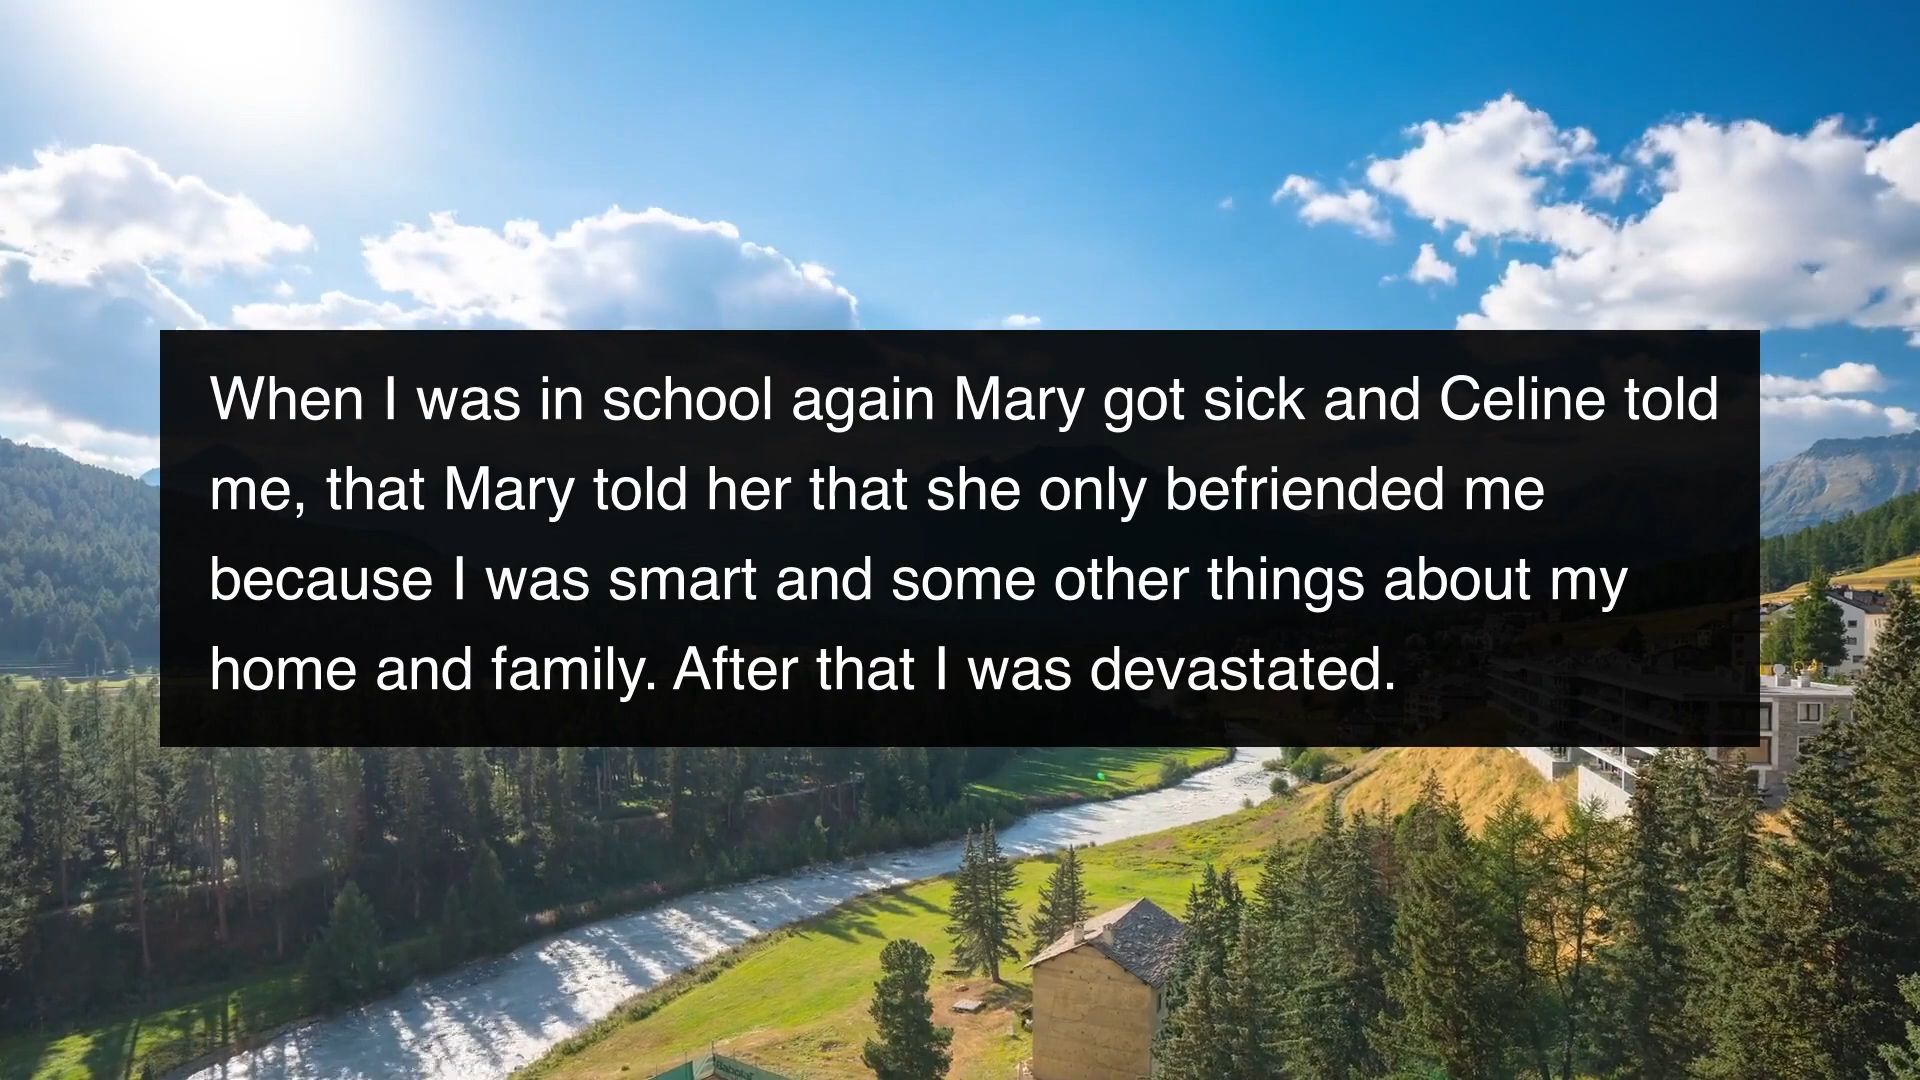 When I was in school again Mary got sick and Celine told
me, that Mary told her that she only befriended me
because I was smart and some other things about my
home and family. After that I was devastated.
Babolat